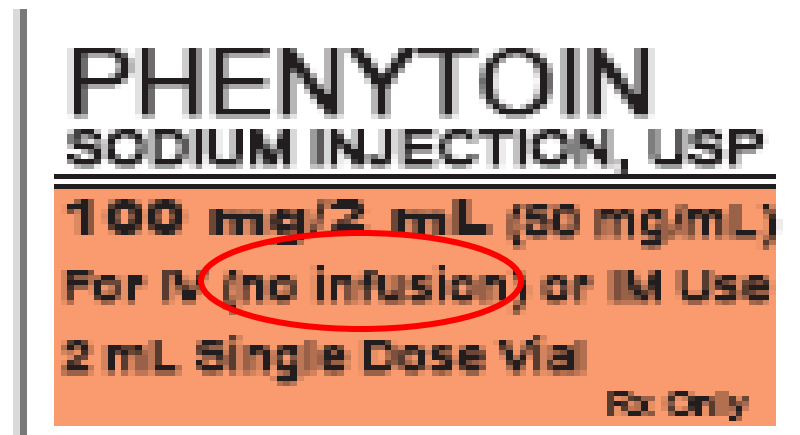 PHENYTOIN
SODIUM INJECTION, USP
100 mg/2 mL (50 mg/mL)
For IV (no infusion) or IM Use
2 mL Single Dose Vial
Rx Only